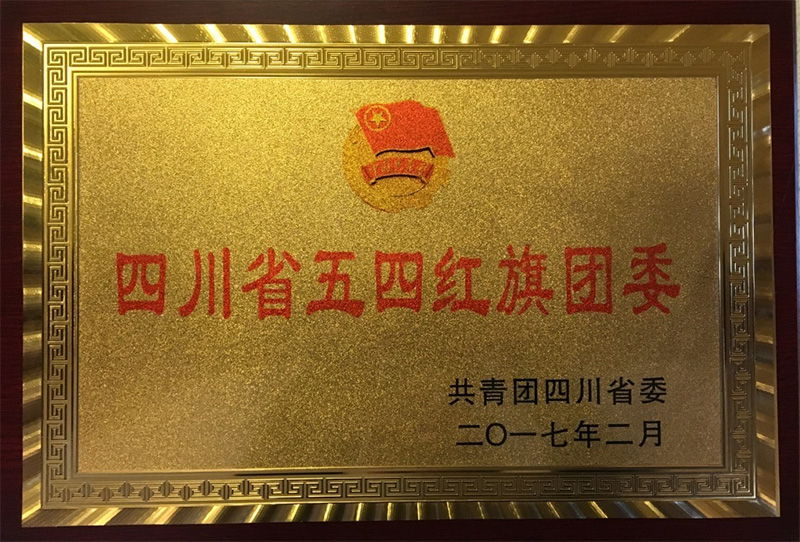 四川省五四红旗团委
共青团四川省委
二〇一七年二月